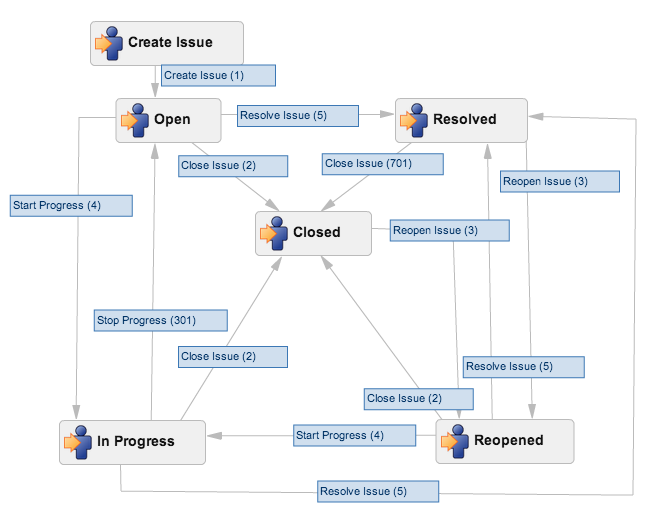 Create Issue
Create Issue (1)
Open
Resolve Issue (5)
Resolved
Close Issue (2)
Close Issue (701)
Reopen Issue (3)
Start Progress (4)
Closed
Reopen Issue (3)
Stop Progress (301)
Close Issue (2)
Resolve Issue (5)
Close Issue (2)
In Progress
Start Progress (4)
Reopened
Resolve Issue (5)